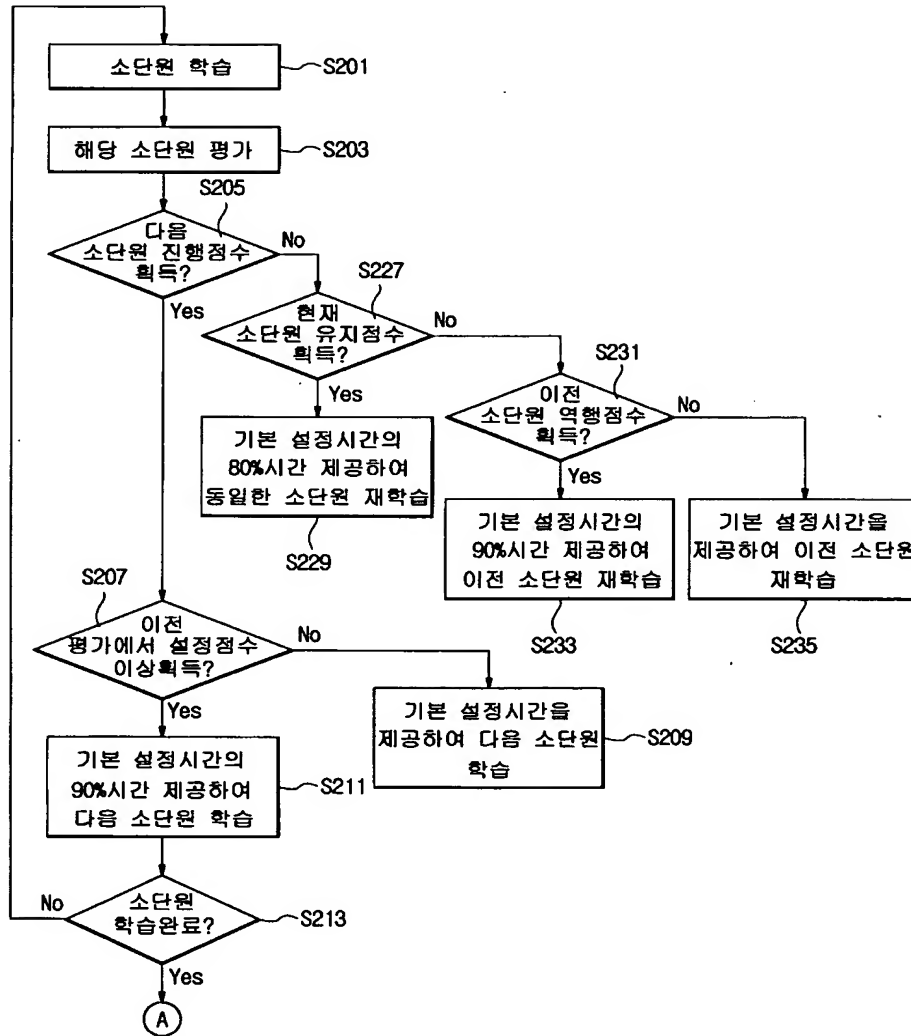 소단원 학습
S201
해당 소단원 평가
S203
S205
다음
소단원 진행점수
획득?
No
Yes
S227
현재
소단원 유지점수
획득?
No
Yes
S231
이전
소단원 역행점수
획득?
No
Yes
기본 설정시간의
80%시간 제공하여
동일한 소단원 재학습
S229
기본 설정시간의
90%시간 제공하여
이전 소단원 재학습
S233
기본 설정시간을
제공하여 이전 소단원
재학습
S235
S207
이전
평가에서 설정점수
이상획득?
No
Yes
기본 설정시간을
제공하여 다음 소단원
학습
S209
기본 설정시간의
90%시간 제공하여
다음 소단원 학습
S211
No
소단원
학습완료?
S213
Yes
A